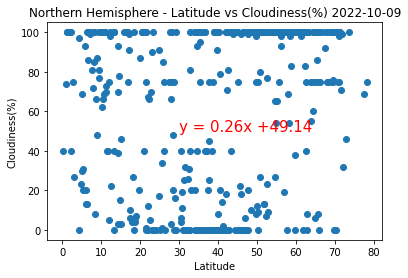 Northern Hemisphere - Latitude vs Cloudiness(%) 2022-10-09
100
80
60
40
20
0
Cloudiness(%)
y = 0.26x +49.14
0 10 20 30 40 50 60 70 80
Latitude